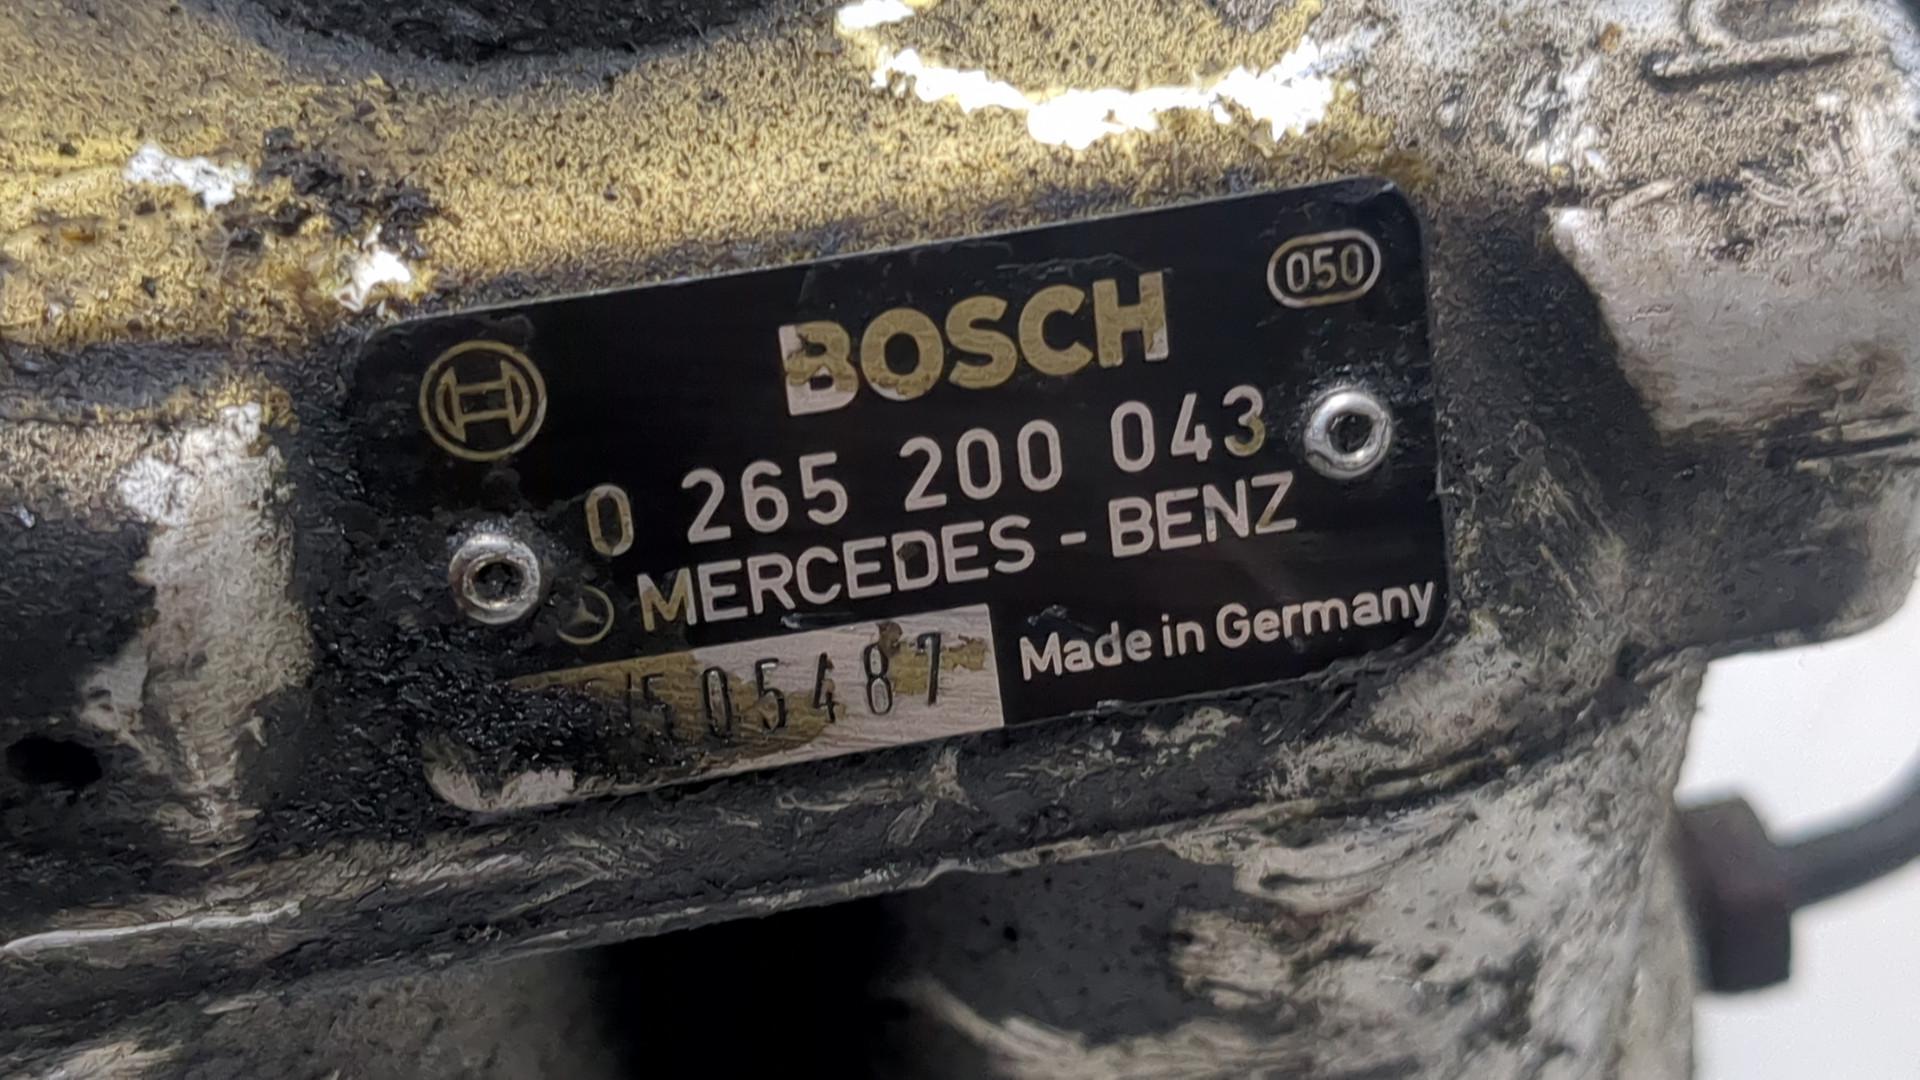 050
BOSCH
0 265 200 043
MERCEDES - BENZ
Made in Germany
505487